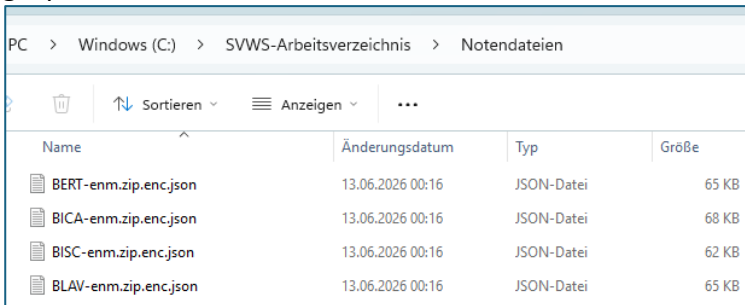 PC > Windows (C:) > SVWS-Arbeitsverzeichnis > Notendateien
Sortieren Anzeigen ...
Name Änderungsdatum Typ Größe
BERT-enm.zip.enc.json 13.06.2026 00:16 JSON-Datei 65 KB
BICA-enm.zip.enc.json 13.06.2026 00:16 JSON-Datei 68 KB
BISC-enm.zip.enc.json 13.06.2026 00:16 JSON-Datei 62 KB
BLAV-enm.zip.enc.json 13.06.2026 00:16 JSON-Datei 65 KB